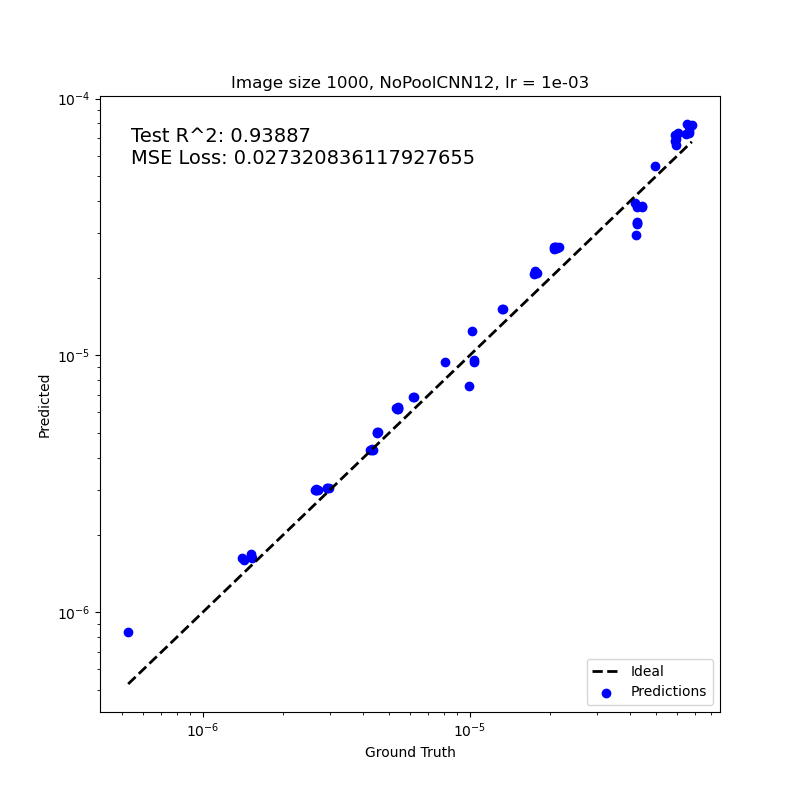 Image size 1000, NoPoolCNN12, lr = 1e-03
Test R^2: 0.93887
MSE Loss: 0.027320836117927655
10⁻⁴
10⁻⁵
10⁻⁶
Predicted
Ideal
Predictions
10⁻⁶ 10⁻⁵
Ground Truth